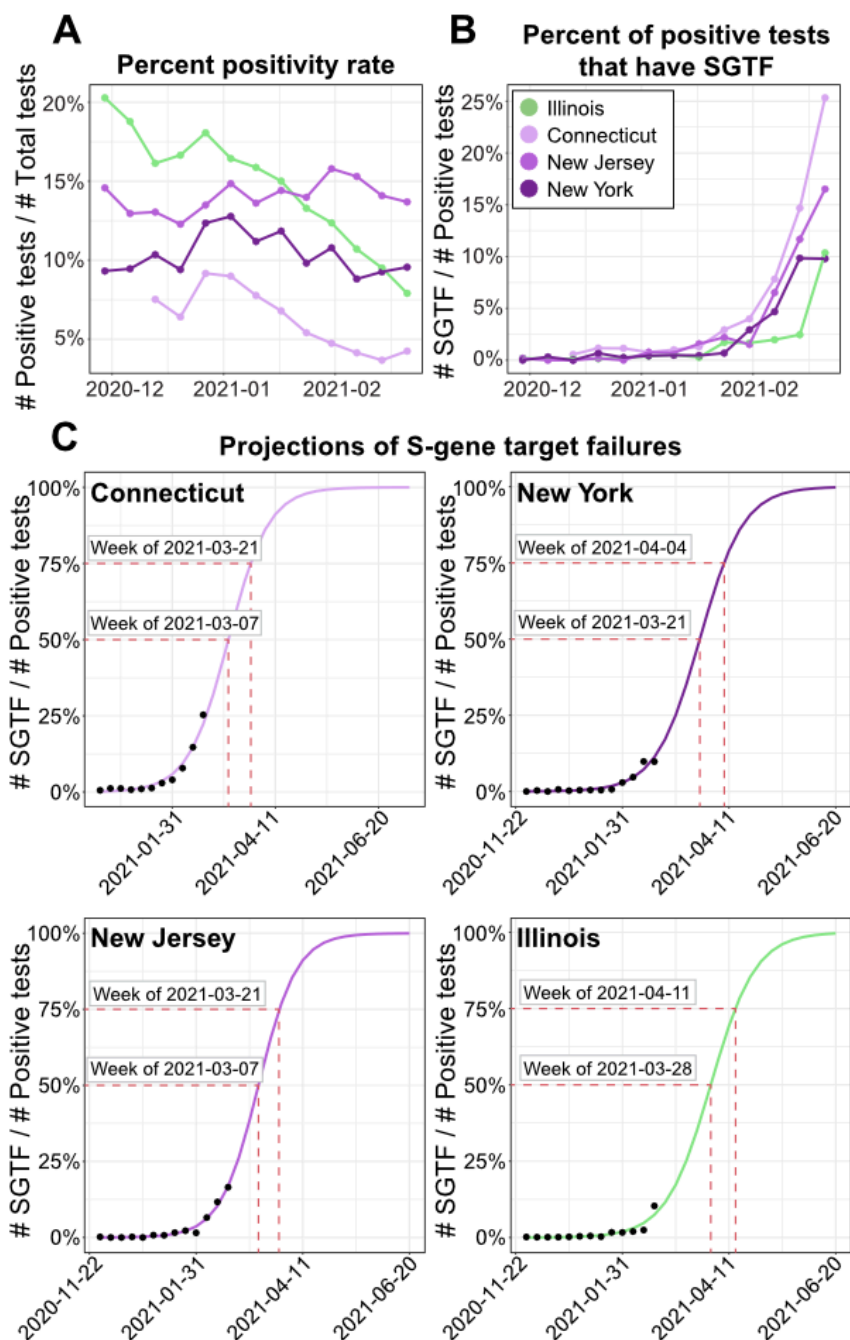 A
Percent positivity rate
# Positive tests / # Total tests
20%
15%
10%
5%
2020-12
2021-01
2021-02
B
Percent of positive tests
that have SGTF
# SGTF / # Positive tests
25%
20%
15%
10%
5%
0%
Illinois
Connecticut
New Jersey
New York
2020-12
2021-01
2021-02
C
Projections of S-gene target failures
Connecticut
# SGTF / # Positive tests
100%
75%
50%
25%
0%
Week of 2021-03-21
Week of 2021-03-07
2021-01-31
2021-04-11
2021-06-20
New York
# SGTF / # Positive tests
100%
75%
50%
25%
0%
Week of 2021-04-04
Week of 2021-03-21
2020-11-22
2021-01-31
2021-04-11
2021-06-20
New Jersey
# SGTF / # Positive tests
100%
75%
50%
25%
0%
Week of 2021-03-21
Week of 2021-03-07
2020-11-22
2021-01-31
2021-04-11
2021-06-20
Illinois
# SGTF / # Positive tests
100%
75%
50%
25%
0%
Week of 2021-04-11
Week of 2021-03-28
2020-11-22
2021-01-31
2021-04-11
2021-06-20